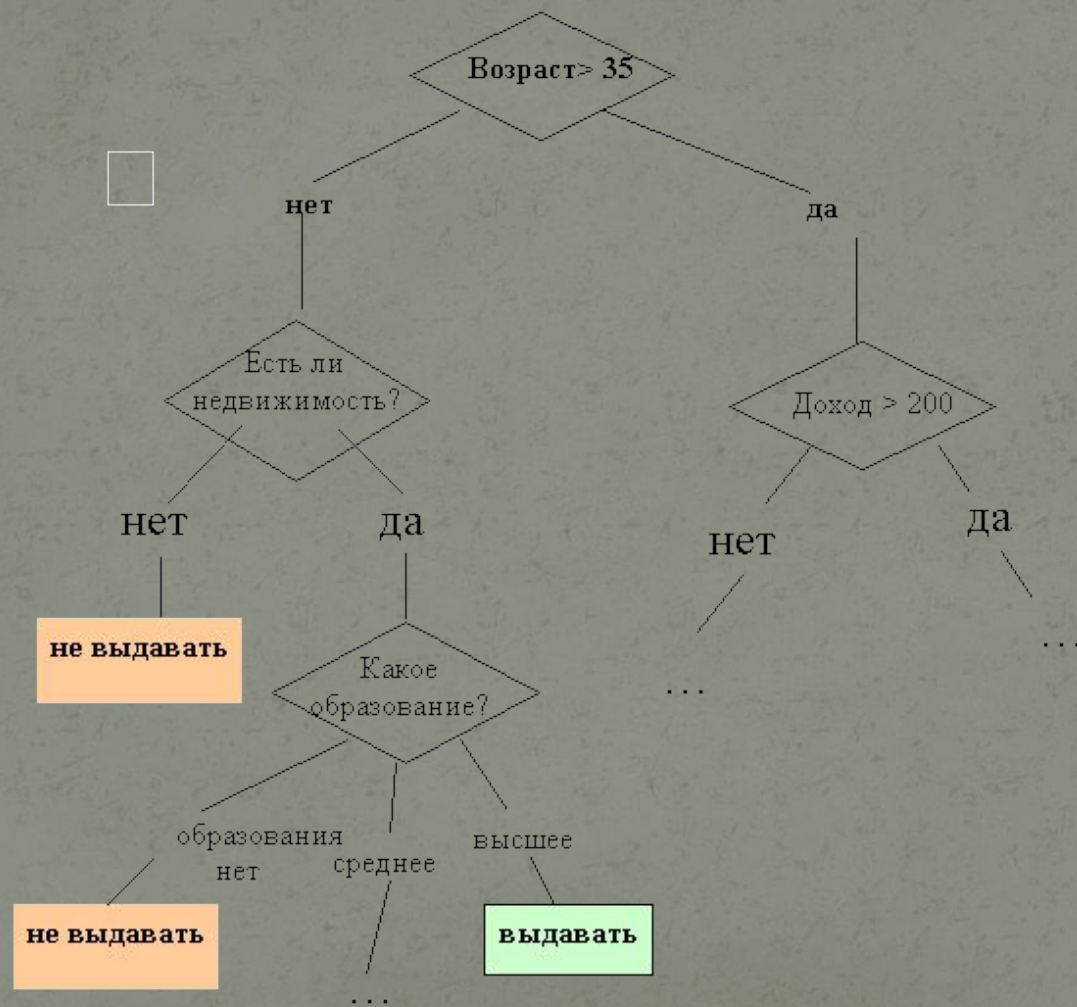 Возраст> 35
нет
да
Есть ли
недвижимость?
Доход > 200
нет
да
нет
да
не выдавать
Какое
образование?
...
...
образования
нет
среднее
высшее
не выдавать
выдавать
...